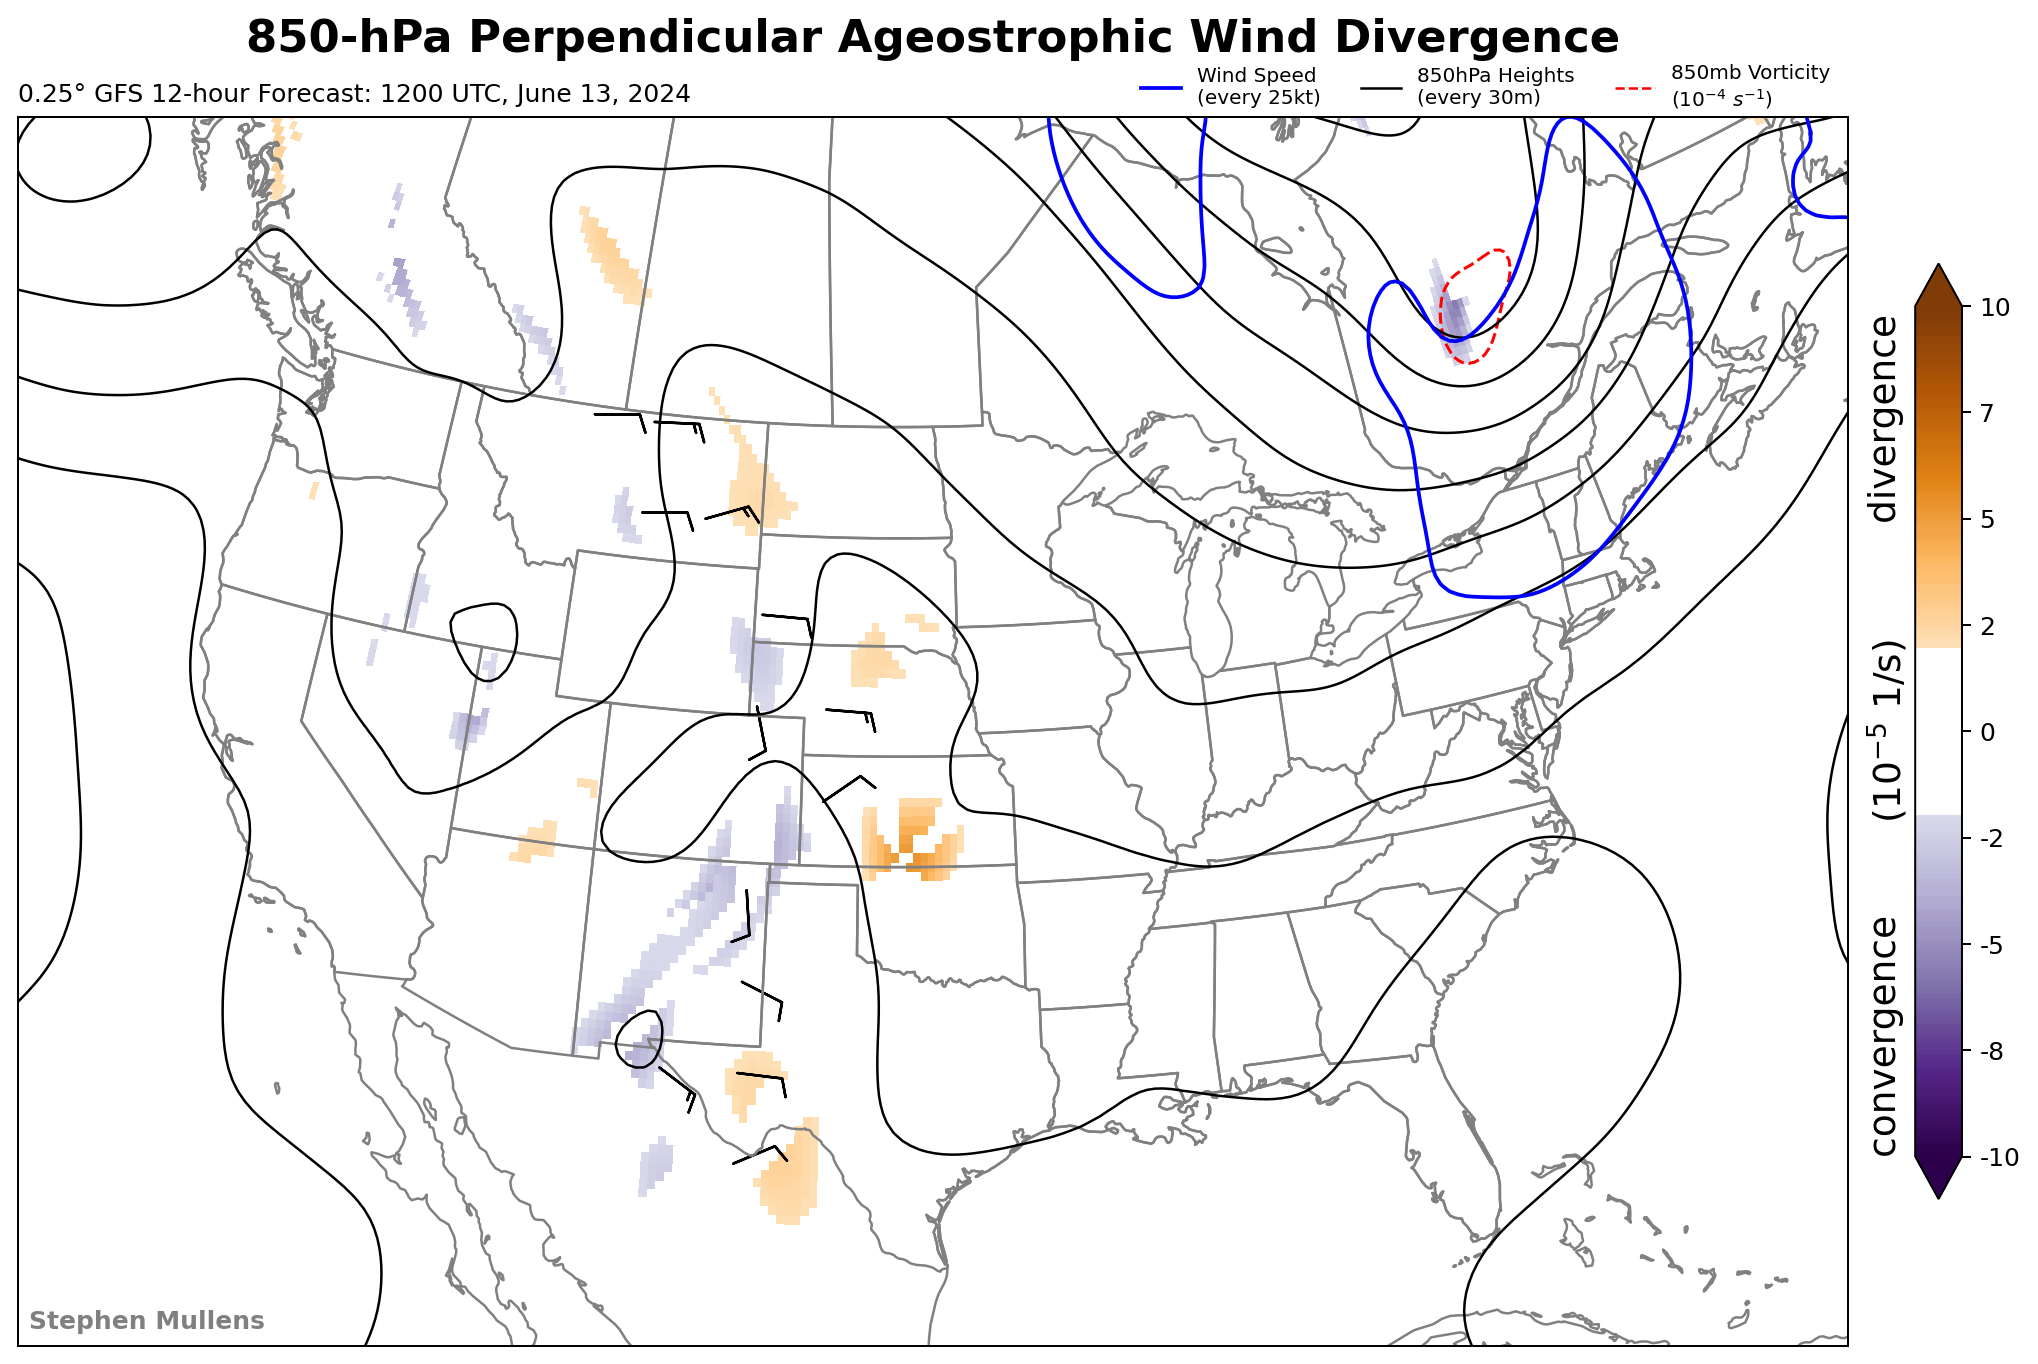 850-hPa Perpendicular Ageostrophic Wind Divergence
0.25° GFS 12-hour Forecast: 1200 UTC, June 13, 2024
Wind Speed
(every 25kt)
850hPa Heights
(every 30m)
850mb Vorticity
(10⁻⁴ s⁻¹)
10
7
5
2
0
-2
-5
-8
-10
convergence (10⁻⁵ 1/s) divergence
Stephen Mullens